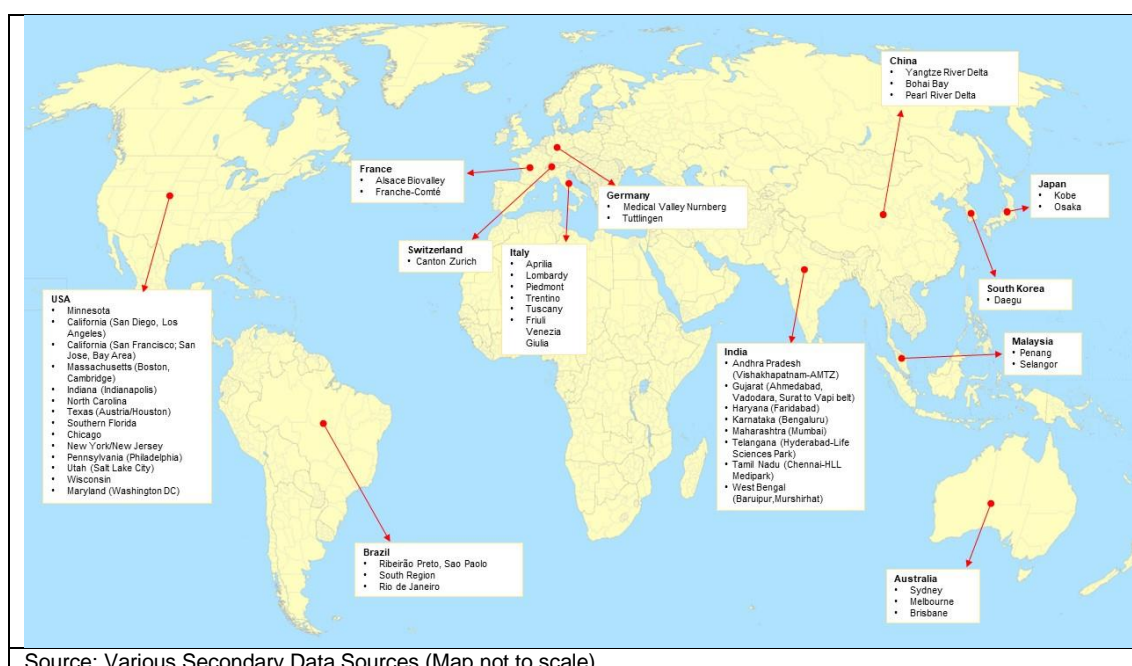 China
• Yangtze River Delta
• Bohai Bay
• Pearl River Delta
France
• Alsace Biovalley
• Franche-Comté
Germany
• Medical Valley Nurnberg
• Tuttlingen
Japan
• Kobe
• Osaka
Switzerland
• Canton Zurich
Italy
• Aprilia
• Lombardy
• Piedmont
• Trentino
• Tuscany
• Friuli
Venezia
Giulia
South Korea
• Daegu
USA
• Minnesota
• California (San Diego, Los
Angeles)
• California (San Francisco; San
Jose, Bay Area)
• Massachusetts (Boston,
Cambridge)
• Indiana (Indianapolis)
• North Carolina
• Texas (Austria/Houston)
• Southern Florida
• Chicago
• New York/New Jersey
• Pennsylvania (Philadelphia)
• Utah (Salt Lake City)
• Wisconsin
• Maryland (Washington DC)
Malaysia
• Penang
• Selangor
India
• Andhra Pradesh
(Vishakhapatnam-AMTZ)
• Gujarat (Ahmedabad,
Vadodara, Surat to Vapi belt)
• Haryana (Faridabad)
• Karnataka (Bengaluru)
• Maharashtra (Mumbai)
• Telangana (Hyderabad-Life
Sciences Park)
• Tamil Nadu (Chennai-HLL
Medipark)
• West Bengal
(Baruipur,Murshirhat)
Brazil
• Ribeirão Preto, Sao Paolo
• South Region
• Rio de Janeiro
Australia
• Sydney
• Melbourne
• Brisbane
Source: Various Secondary Data Sources (Map not to scale)